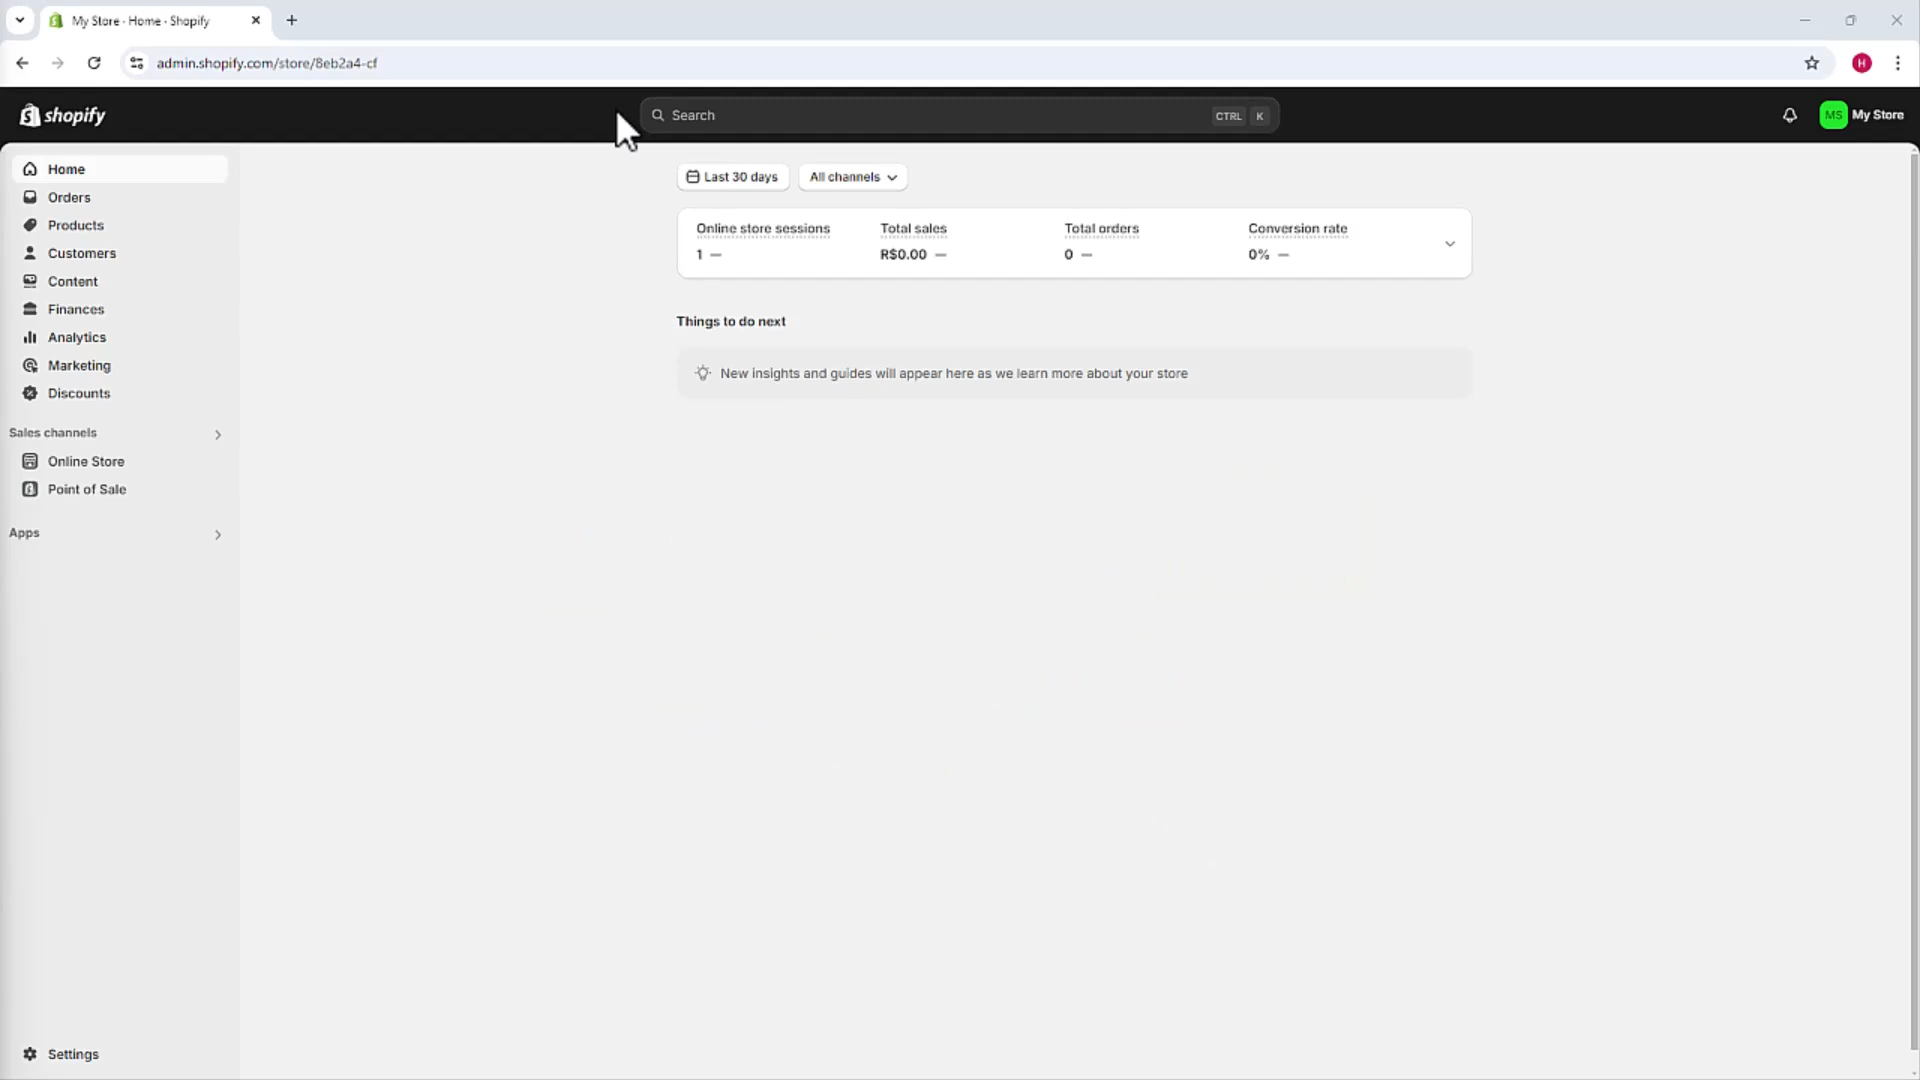 My Store · Home · Shopify
admin.shopify.com/store/8eb2a4-cf
H
shopify
Search
CTRL K
MS My Store
Home
Orders
Products
Customers
Content
Finances
Analytics
Marketing
Discounts
Sales channels
Online Store
Point of Sale
Apps
Settings
Last 30 days All channels
Online store sessions Total sales Total orders Conversion rate
1 — R$0.00 — 0 — 0% —
Things to do next
New insights and guides will appear here as we learn more about your store